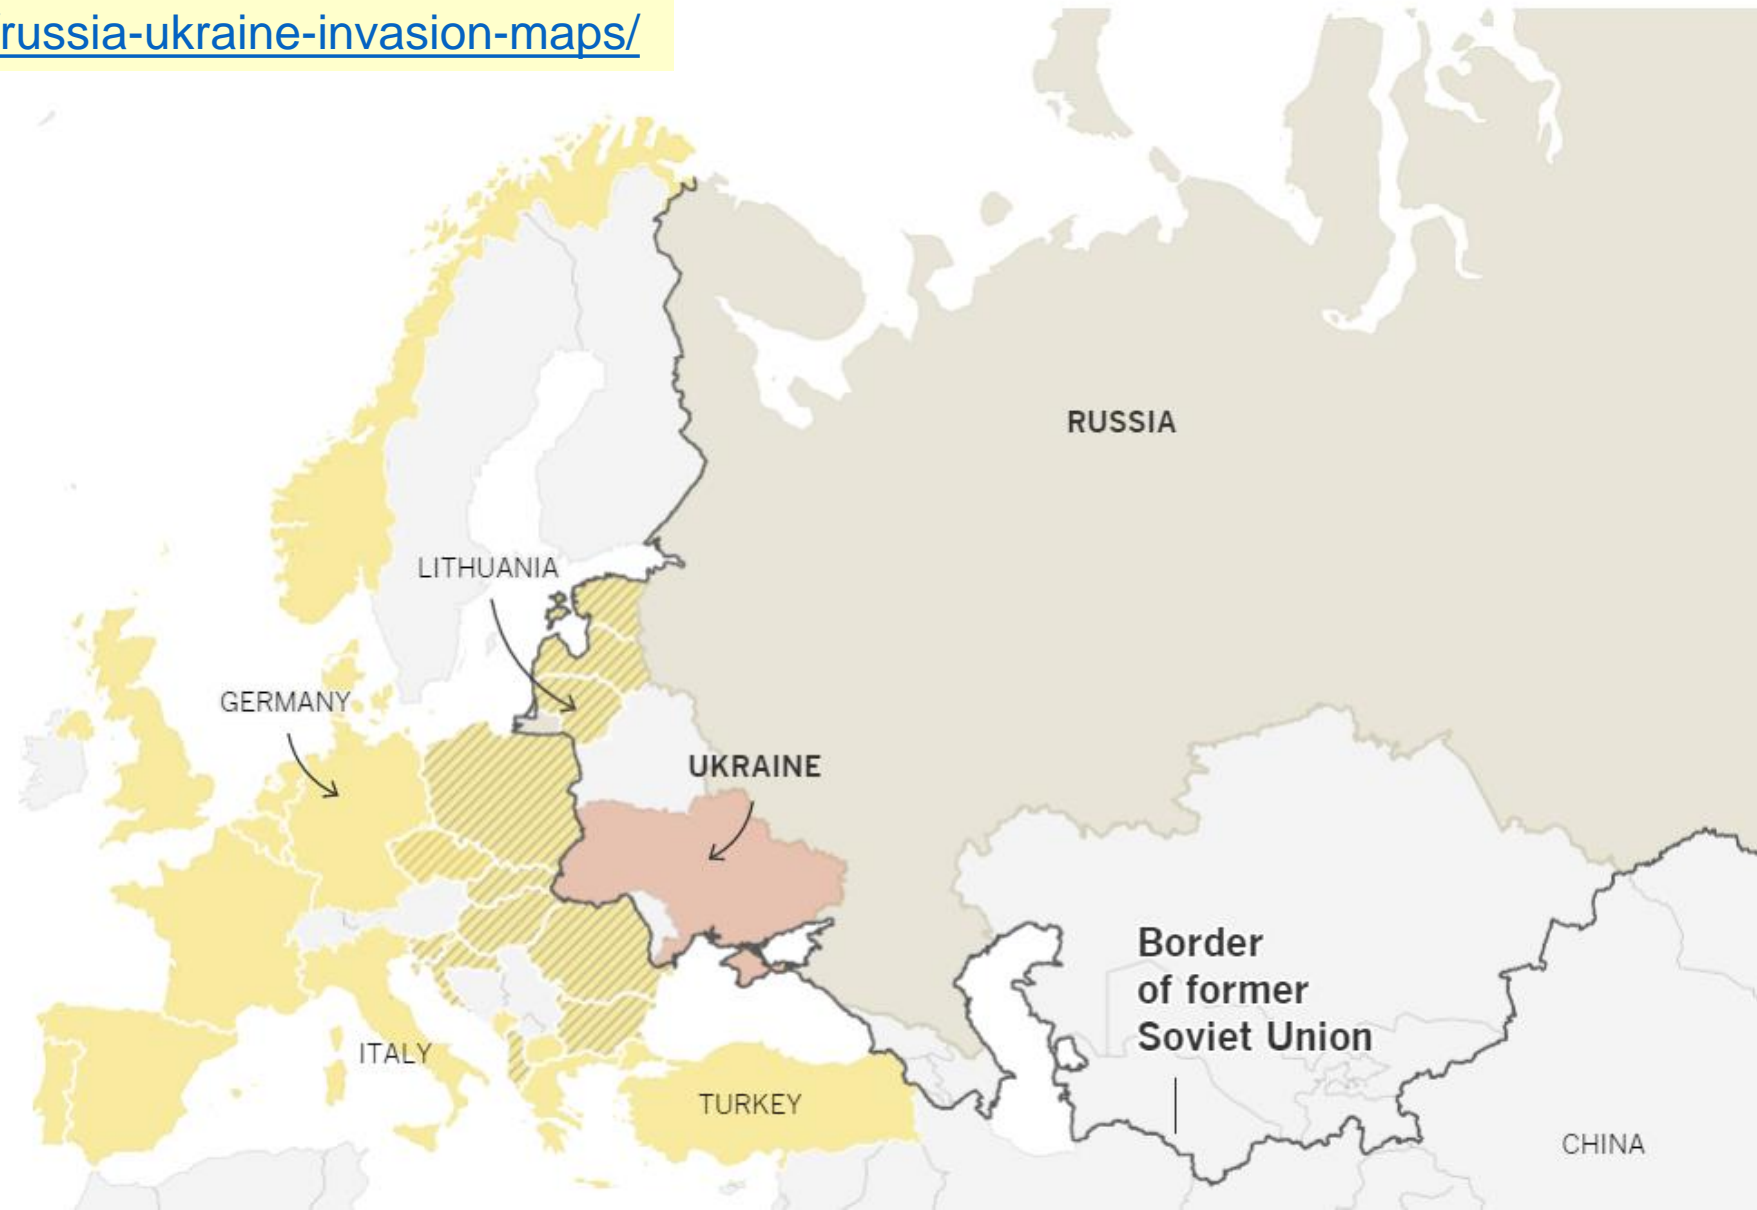 russia-ukraine-invasion-maps/
RUSSIA
LITHUANIA
GERMANY
UKRAINE
Border
of former
Soviet Union
ITALY
TURKEY
CHINA